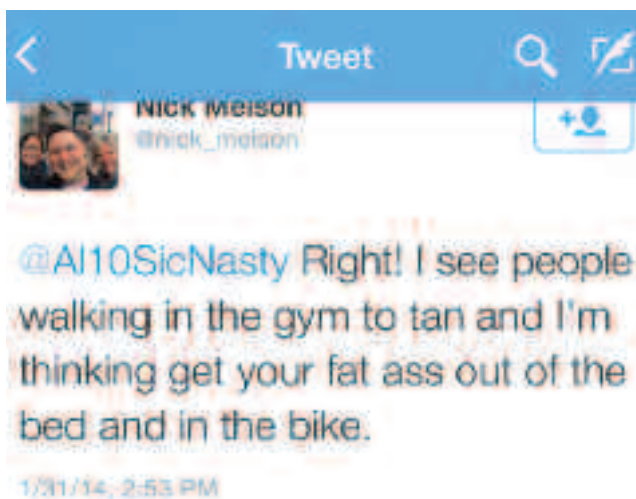 Tweet
Nick Melson
@nick_melson
@Al10SicNasty Right! I see people
walking in the gym to tan and I'm
thinking get your fat ass out of the
bed and in the bike.
1/31/14, 2:53 PM